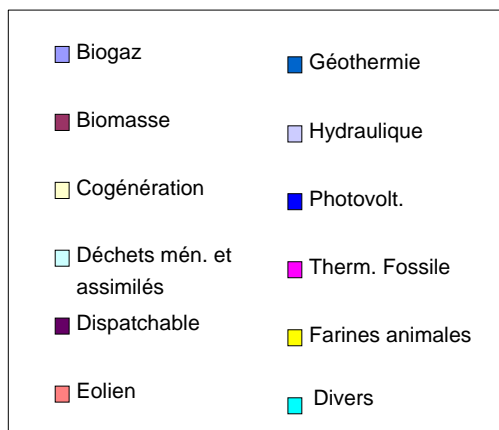 Biogaz
Biomasse
Cogénération
Déchets mén. et
assimilés
Dispatchable
Eolien
Géothermie
Hydraulique
Photovolt.
Therm. Fossile
Farines animales
Divers